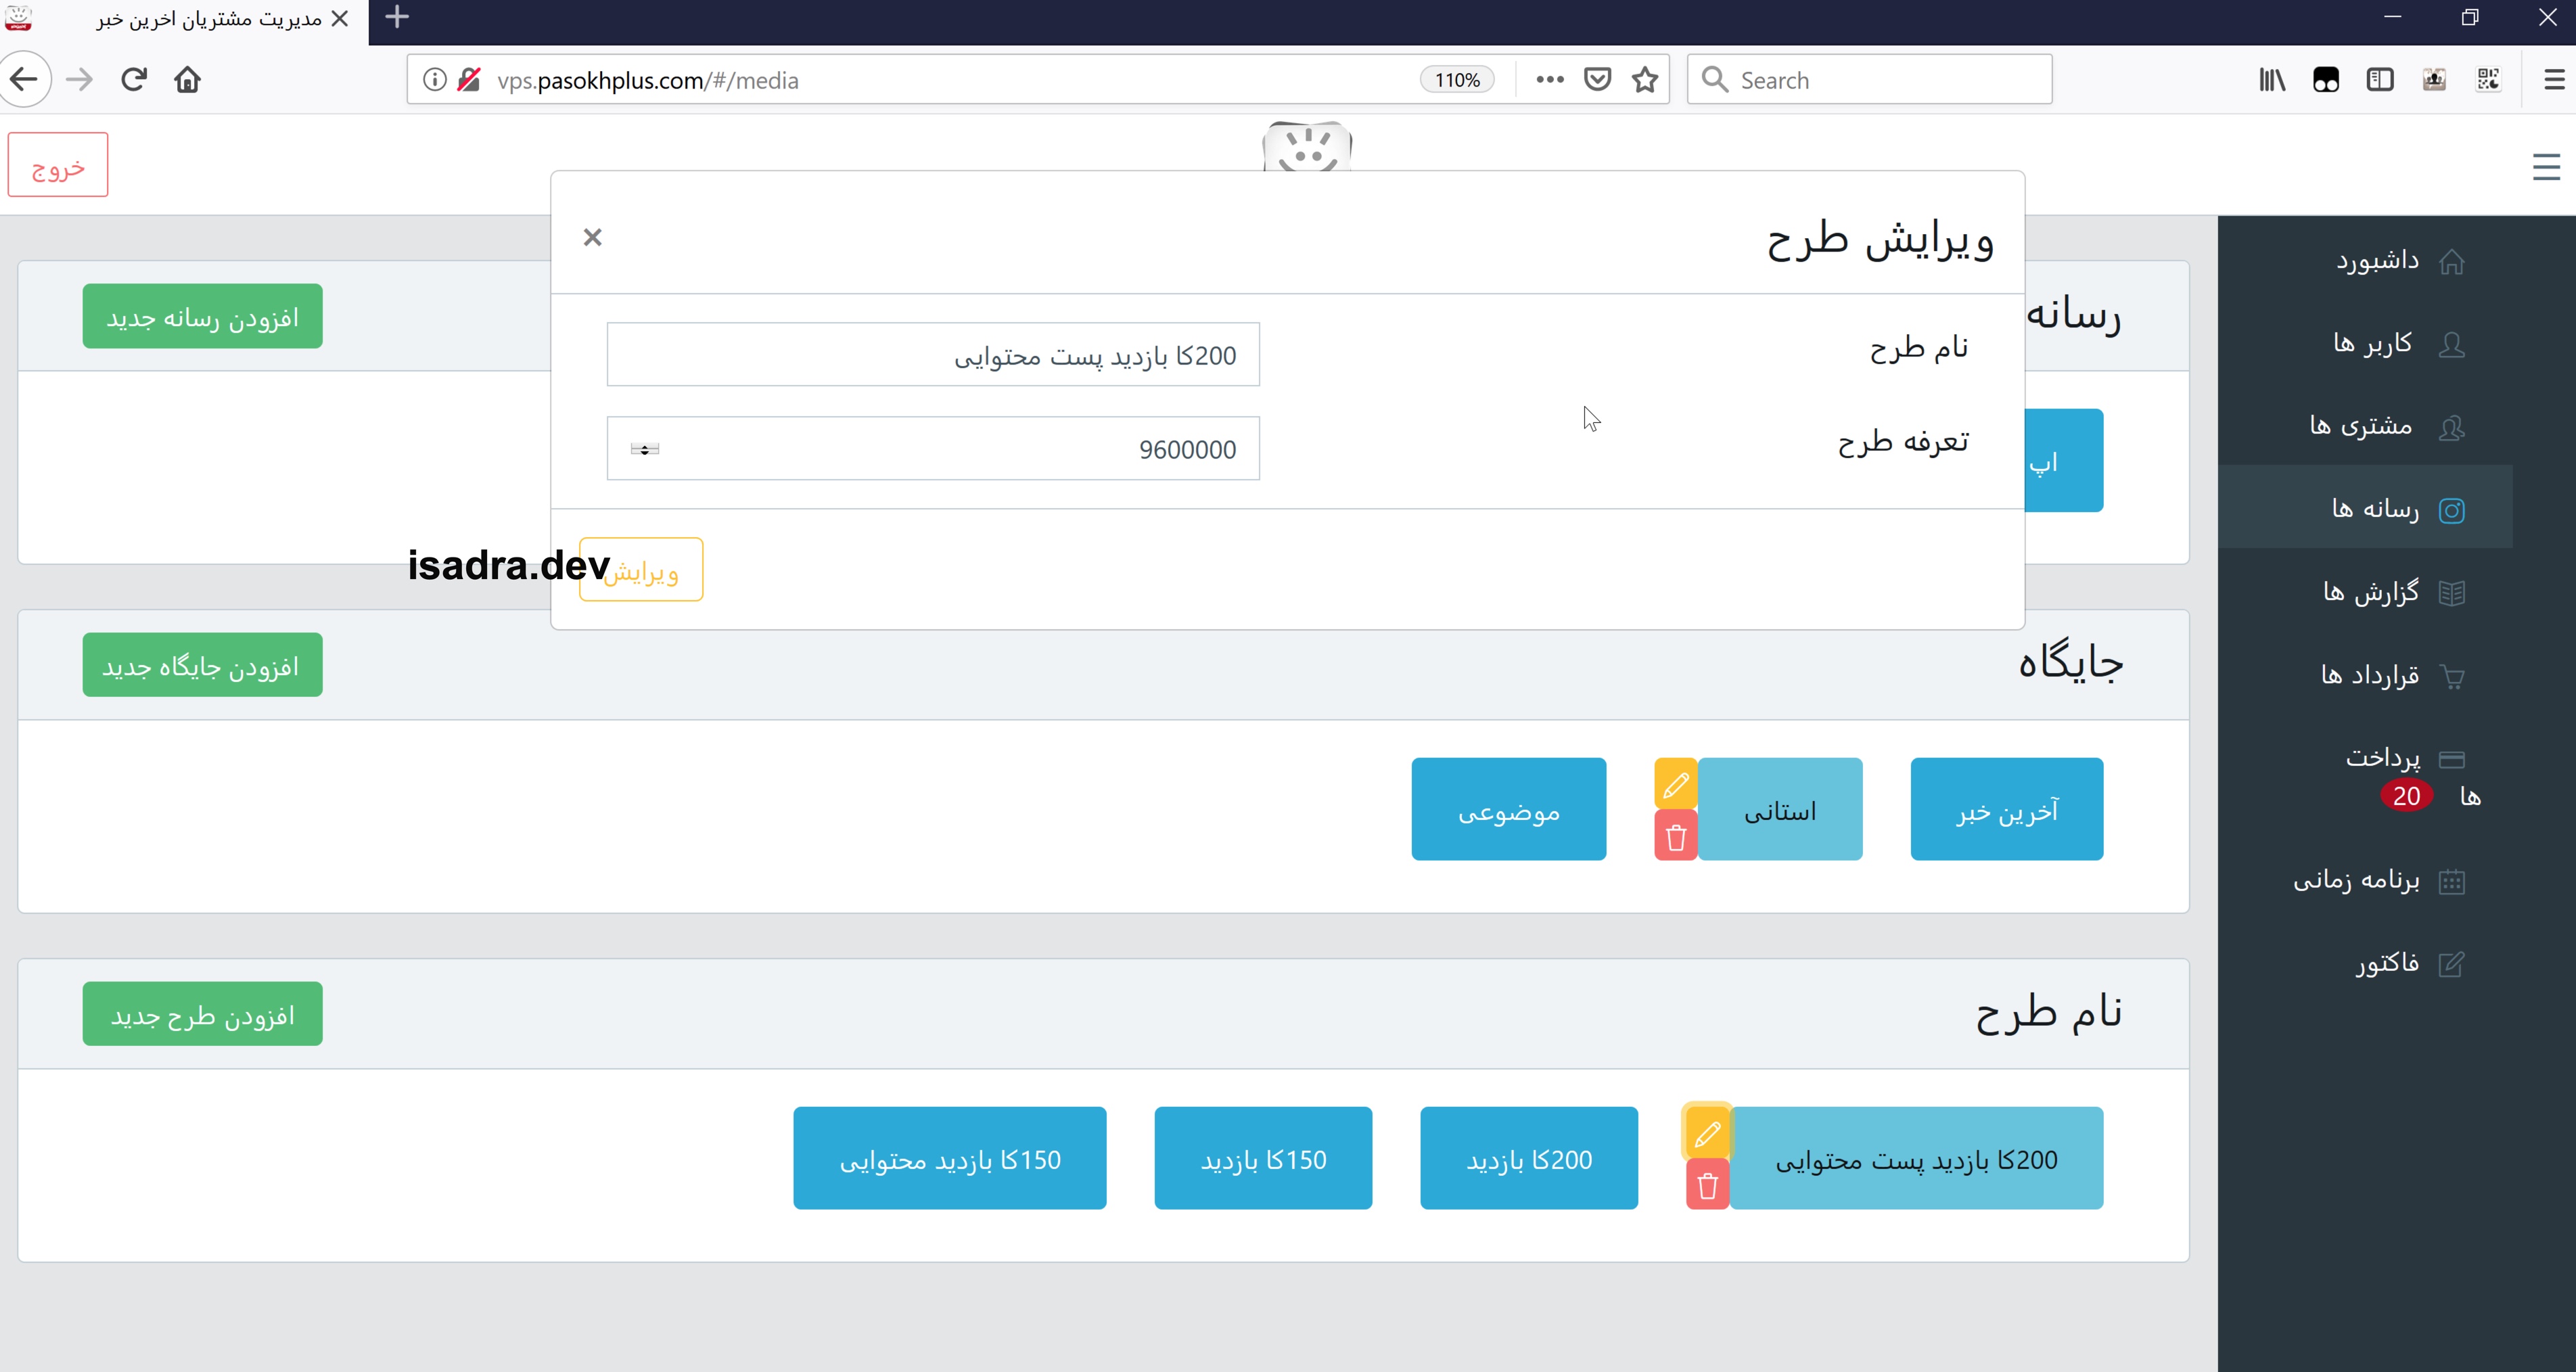 مدیریت مشتریان اخرین خبر
vps.pasokhplus.com/#/media
110%
Search
خروج
ویرایش طرح
نام طرح
200کا بازدید پست محتوایی
تعرفه طرح
9600000
ویرایش
isadra.dev
رسانه
افزودن رسانه جدید
اپ
جایگاه
افزودن جایگاه جدید
آخرین خبر
استانی
موضوعی
نام طرح
افزودن طرح جدید
200کا بازدید پست محتوایی
200کا بازدید
150کا بازدید
150کا بازدید محتوایی
داشبورد
کاربر ها
مشتری ها
رسانه ها
گزارش ها
قرارداد ها
پرداخت
ها 20
برنامه زمانی
فاکتور